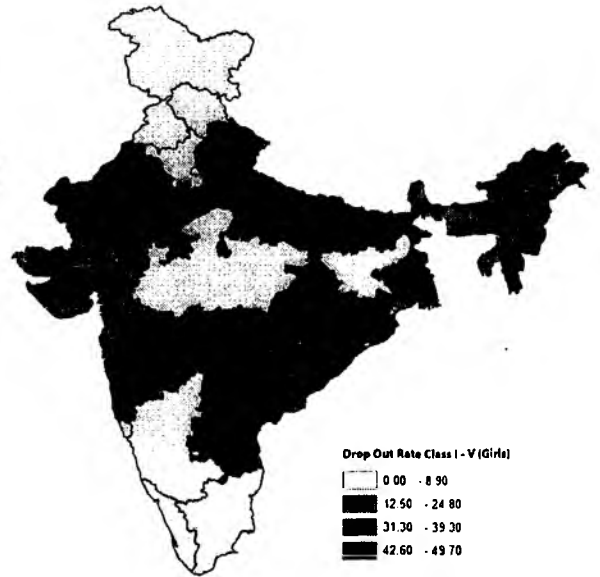 Drop Out Rate Class I - V (Girls)
0.00 - 8.90
12.50 - 24.80
31.30 - 39.30
42.60 - 49.70